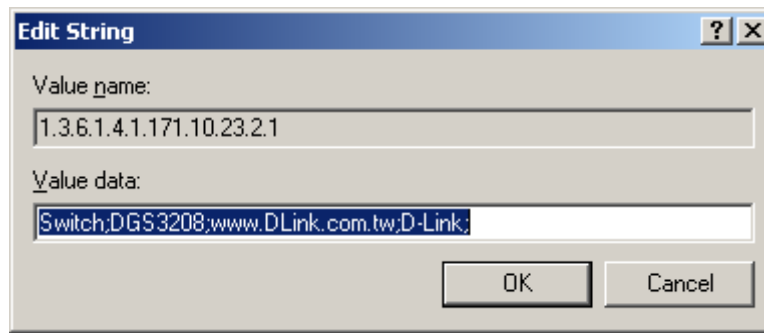 Edit String
Value name:
1.3.6.1.4.1.171.10.23.2.1
Value data:
Switch;DGS3208;www.DLink.com.tw;D-Link;
OK Cancel